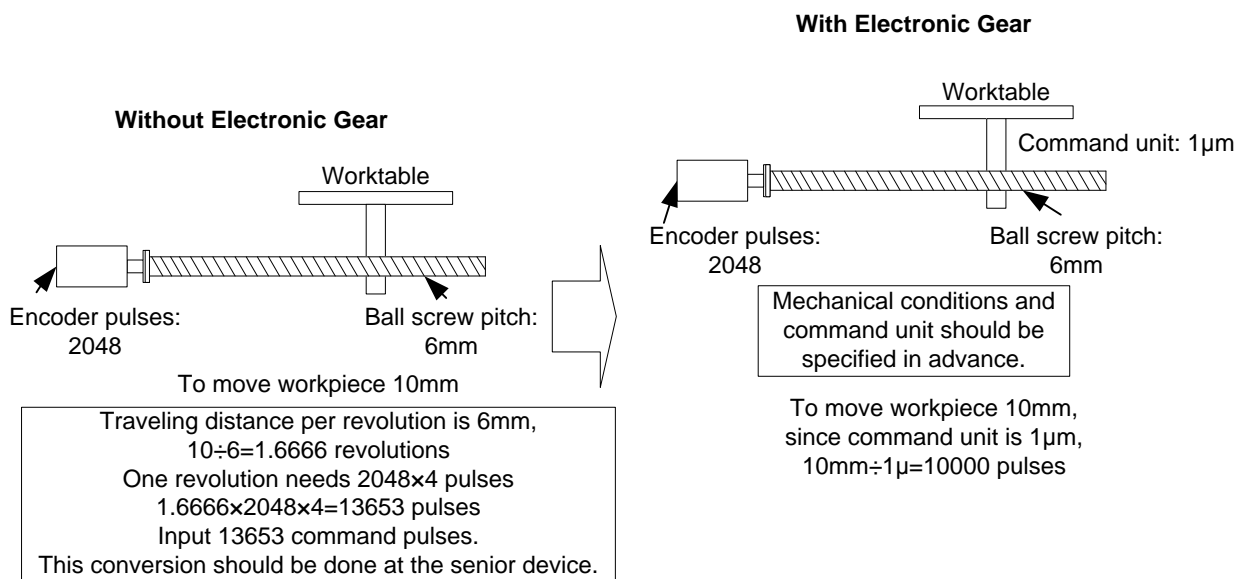 Without Electronic Gear
Worktable
Encoder pulses:
2048
Ball screw pitch:
6mm
To move workpiece 10mm
Traveling distance per revolution is 6mm,
10÷6=1.6666 revolutions
One revolution needs 2048×4 pulses
1.6666×2048×4=13653 pulses
Input 13653 command pulses.
This conversion should be done at the senior device.
With Electronic Gear
Worktable
Command unit: 1μm
Encoder pulses:
2048
Ball screw pitch:
6mm
Mechanical conditions and
command unit should be
specified in advance.
To move workpiece 10mm,
since command unit is 1μm,
10mm÷1μ=10000 pulses